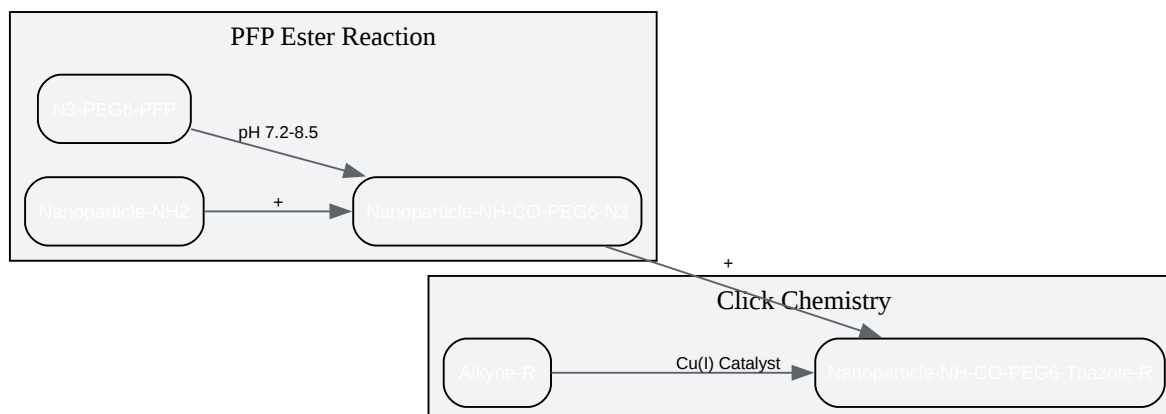 PFP Ester Reaction
N3-PEG6-PFP
pH 7.2-8.5
Nanoparticle-NH2
+
Nanoparticle-NH-CO-PEG6-N3
+
Click Chemistry
Alkyne-R
Cu(I) Catalyst
Nanoparticle-NH-CO-PEG6-Triazole-R